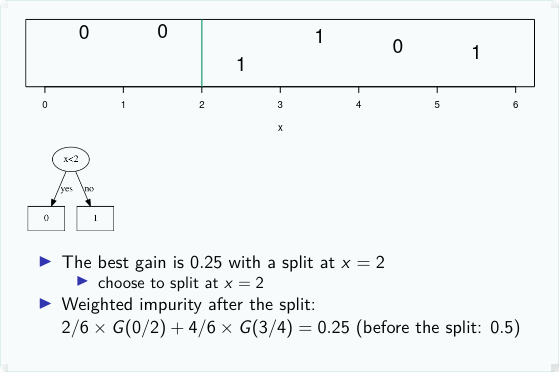 0 0 1 1 0 1
0 1 2 3 4 5 6
x
x<2
yes no
0 1
The best gain is 0.25 with a split at x = 2
choose to split at x = 2
Weighted impurity after the split:
2/6 × G(0/2) + 4/6 × G(3/4) = 0.25 (before the split: 0.5)